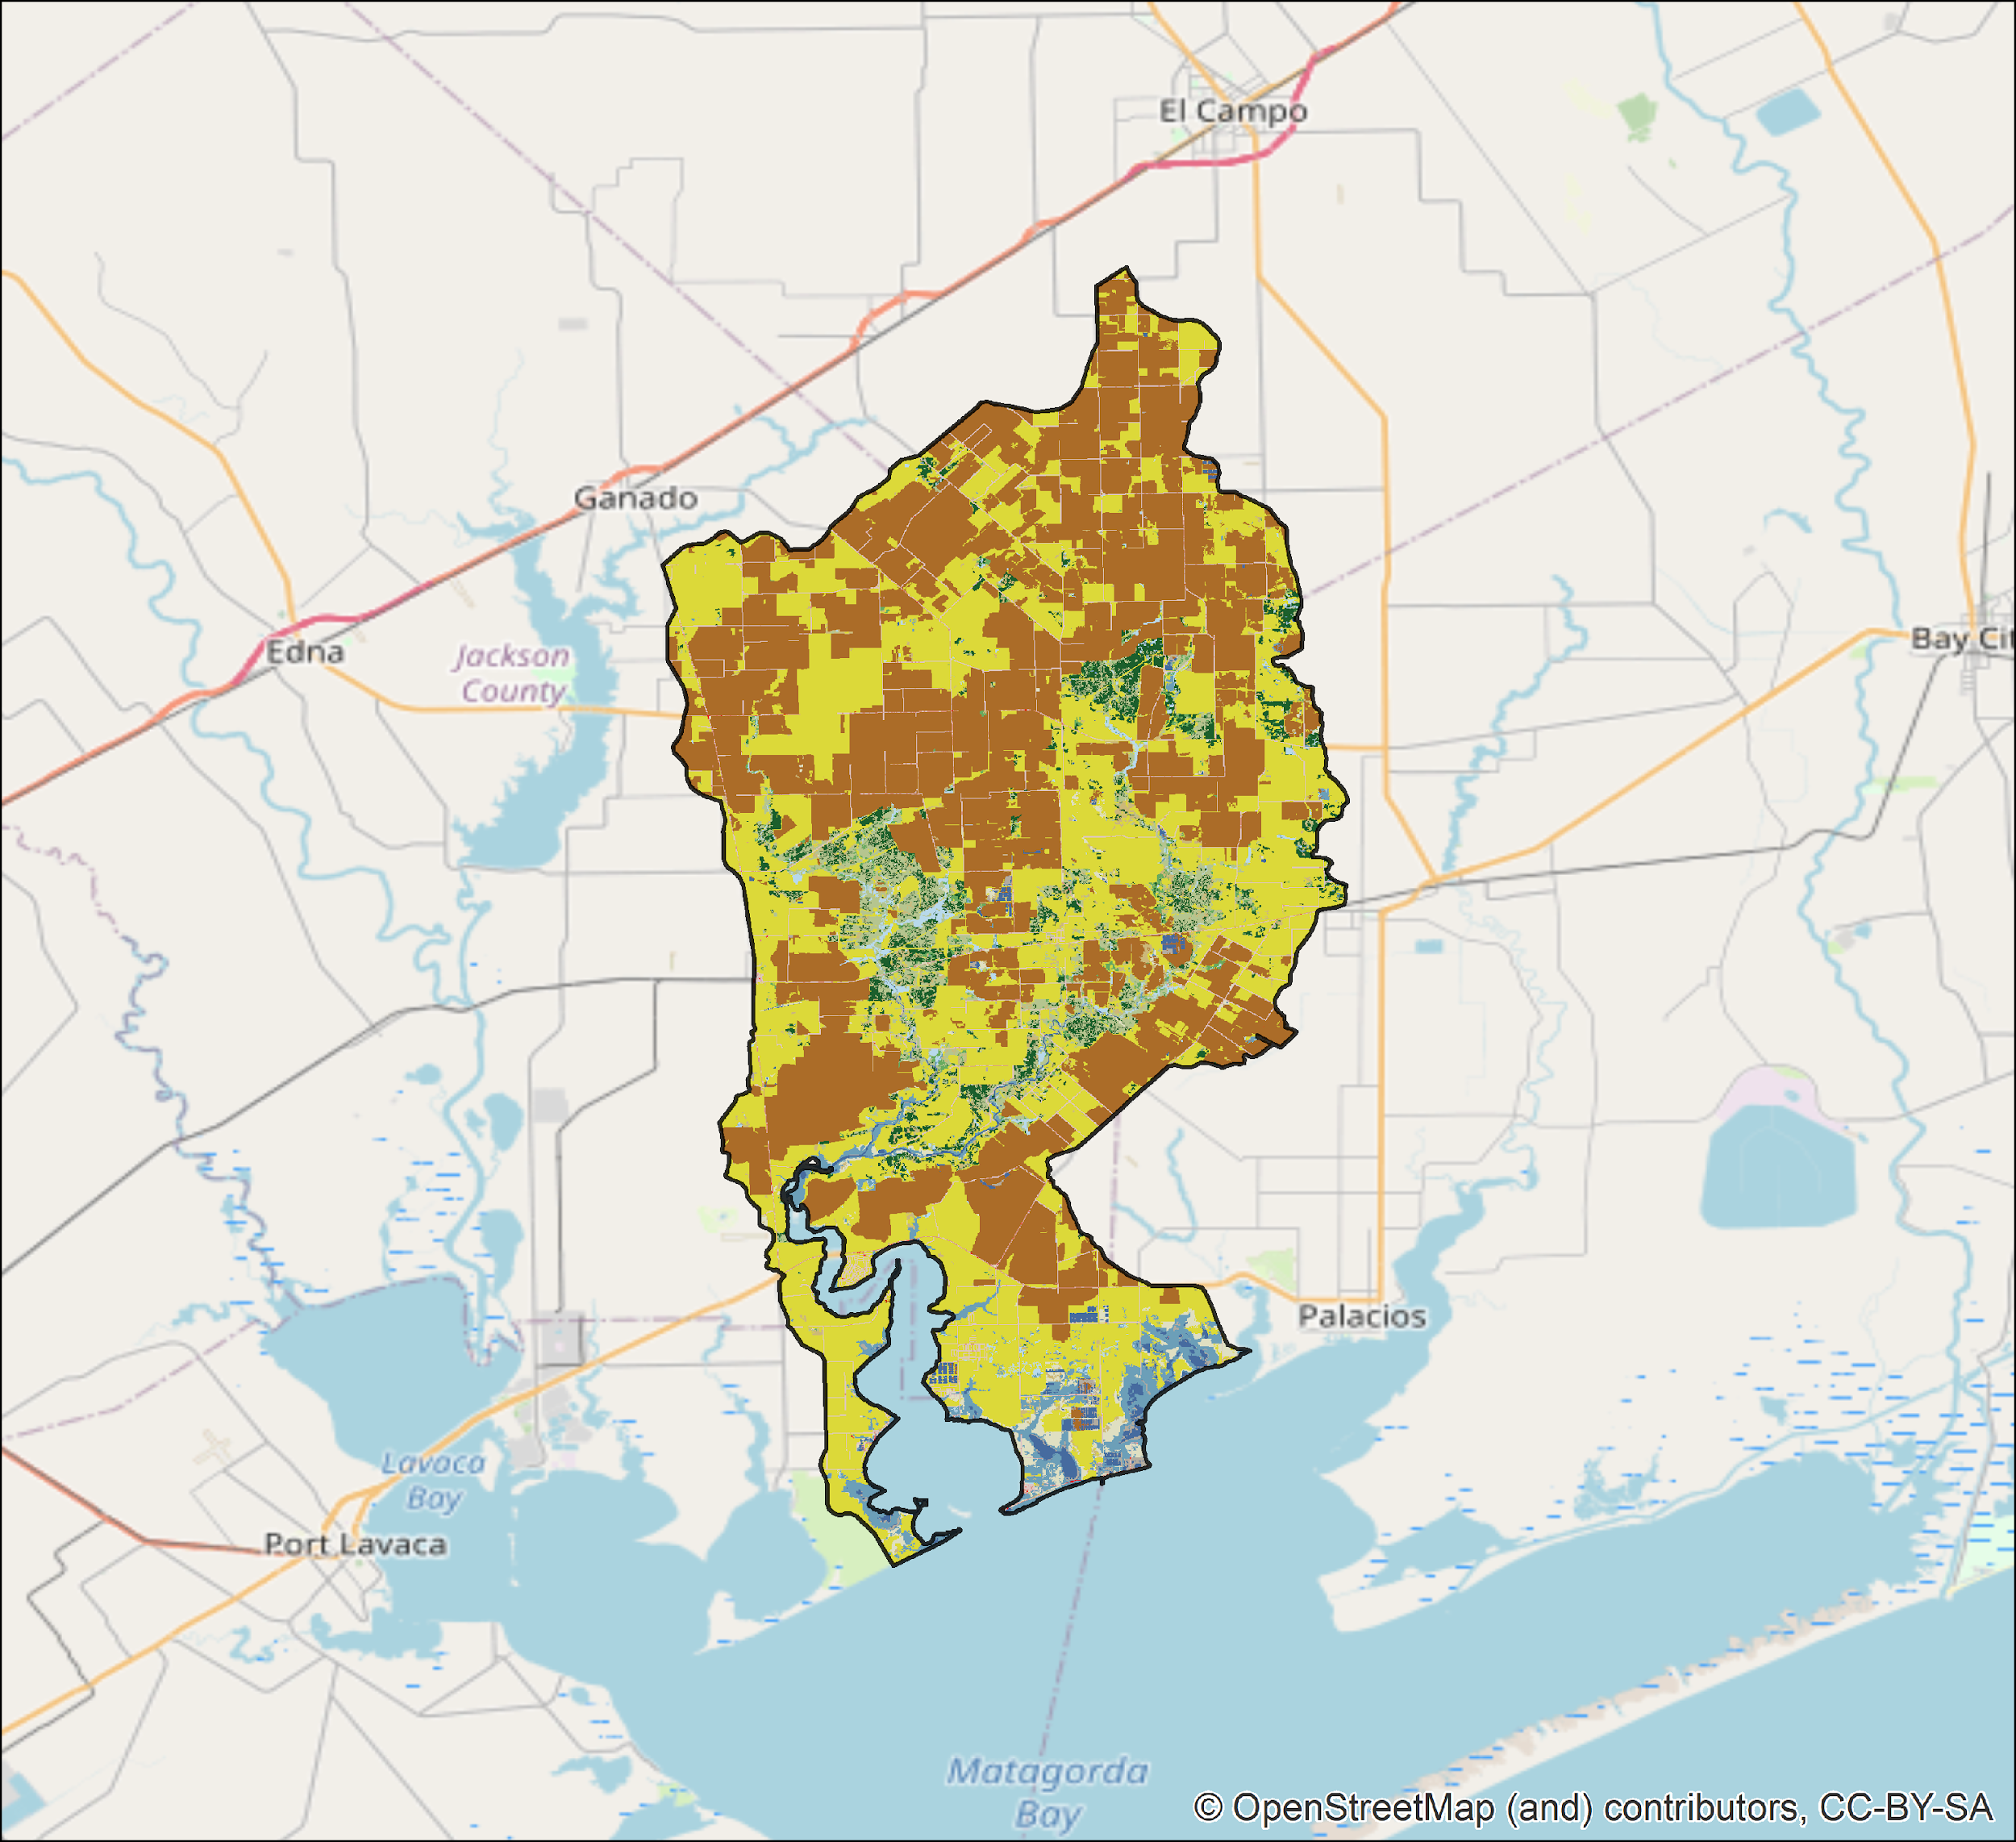 El Campo
Ganado
Edna
Jackson
County
Bay Cit
Palacios
Lavaca
Bay
Port Lavaca
Matagorda
Bay
© OpenStreetMap (and) contributors, CC-BY-SA